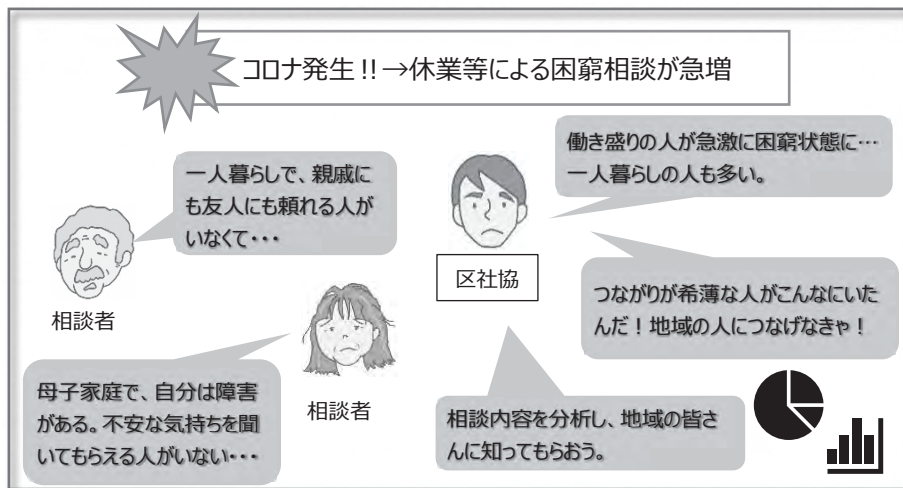 コロナ発生！！→休業等による困窮相談が急増
一人暮らしで、親戚に
も友人にも頼れる人が
いなくて・・・
相談者
働き盛りの人が急激に困窮状態に…
一人暮らしの人も多い。
区社協
つながりが希薄な人がこんなにいた
んだ！地域の人につなげなきゃ！
母子家庭で、自分は障害
がある。不安な気持ちを聞
いてもらえる人がいない・・・
相談者
相談内容を分析し、地域の皆さ
んに知ってもらおう。